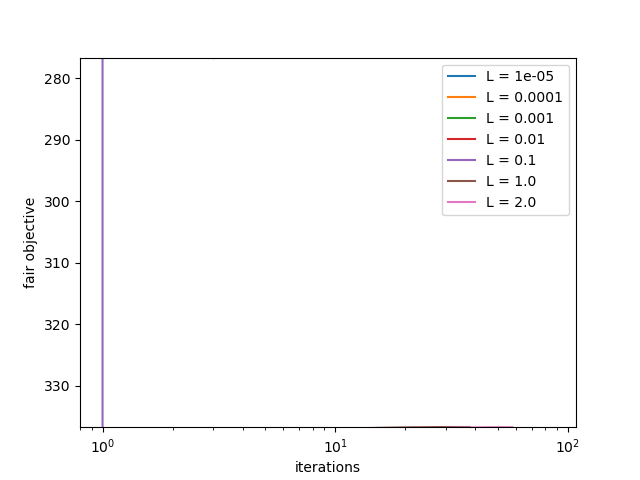 L = 1e-05
L = 0.0001
L = 0.001
L = 0.01
L = 0.1
L = 1.0
L = 2.0
fair objective
280
290
300
310
320
330
10⁰
10¹
10²
iterations